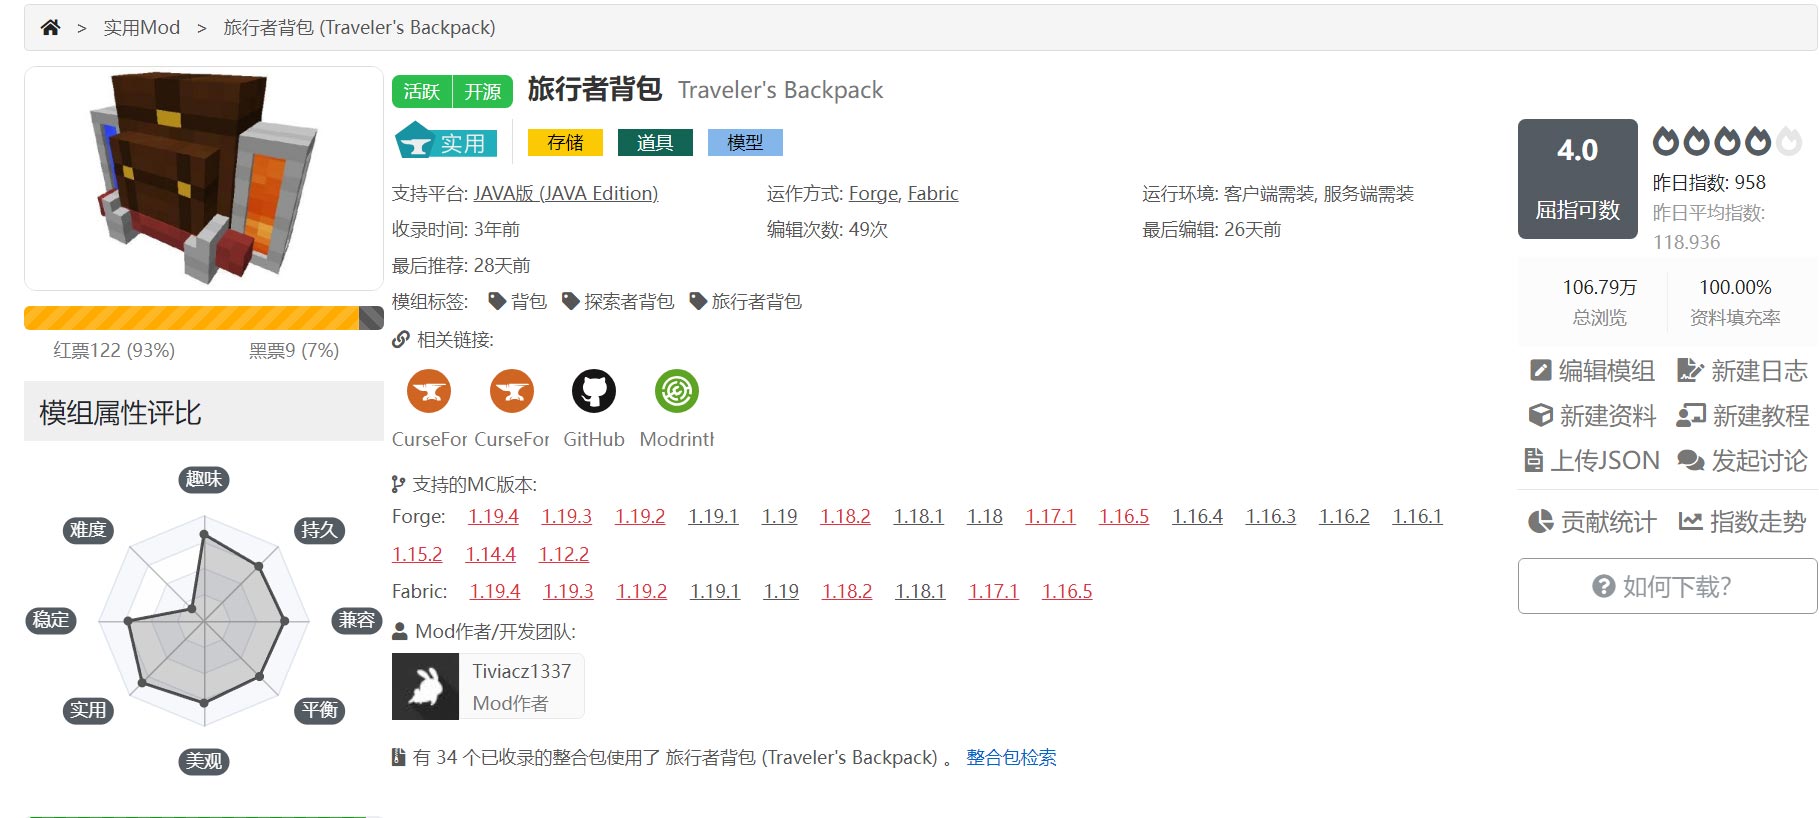 > 实用Mod > 旅行者背包 (Traveler's Backpack)
活跃 开源 旅行者背包 Traveler's Backpack
实用 存储 道具 模型
支持平台: JAVA版 (JAVA Edition) 运作方式: Forge, Fabric 运行环境: 客户端需装, 服务端需装
收录时间: 3年前 编辑次数: 49次 最后编辑: 26天前
最后推荐: 28天前
模组标签: 背包 探索者背包 旅行者背包
相关链接:
CurseFor CurseFor GitHub Modrinth
支持的MC版本:
Forge: 1.19.4 1.19.3 1.19.2 1.19.1 1.19 1.18.2 1.18.1 1.18 1.17.1 1.16.5 1.16.4 1.16.3 1.16.2 1.16.1
1.15.2 1.14.4 1.12.2
Fabric: 1.19.4 1.19.3 1.19.2 1.19.1 1.19 1.18.2 1.18.1 1.17.1 1.16.5
Mod作者/开发团队:
Tiviacz1337
Mod作者
有 34 个已收录的整合包使用了 旅行者背包 (Traveler's Backpack) 。 整合包检索
红票122 (93%) 黑票9 (7%)
模组属性评比
趣味
难度 持久
稳定 兼容
实用 平衡
美观
4.0
屈指可数
昨日指数: 958
昨日平均指数:
118.936
106.79万 100.00%
总浏览 资料填充率
编辑模组 新建日志
新建资料 新建教程
上传JSON 发起讨论
贡献统计 指数走势
如何下载?